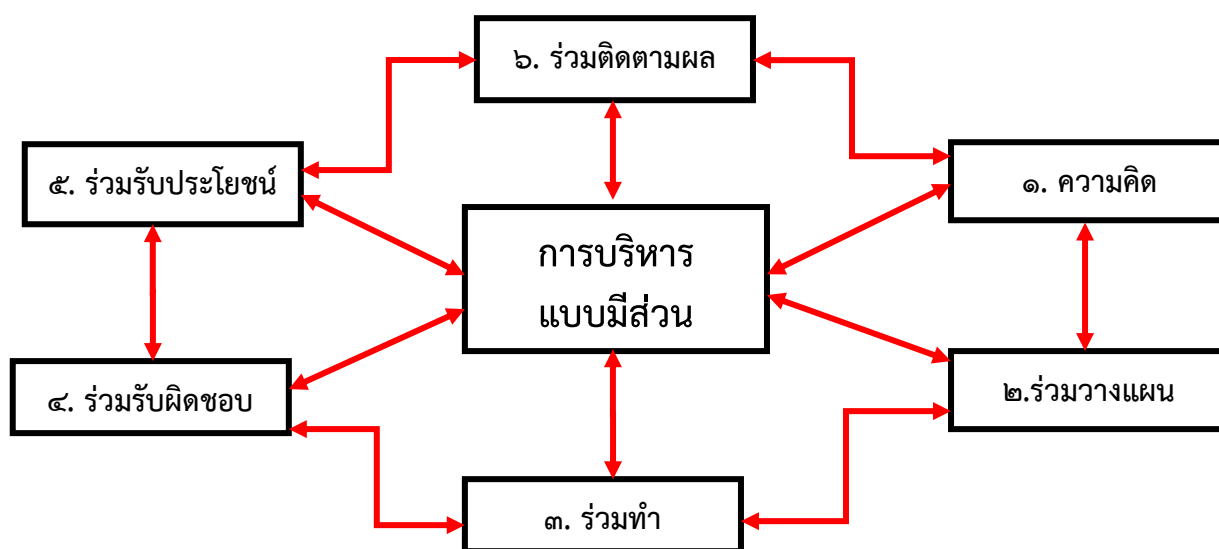 ๖. ร่วมติดตามผล
๕. ร่วมรับประโยชน์
๑. ความคิด
การบริหาร
แบบมีส่วน
๔. ร่วมรับผิดชอบ
๒.ร่วมวางแผน
๓. ร่วมทำ